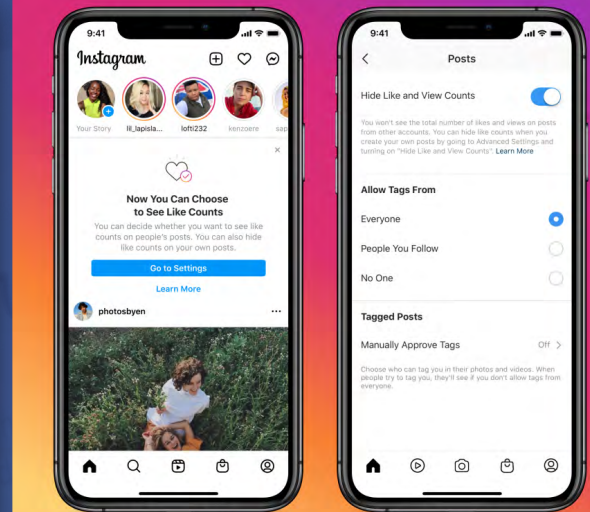 9:41
Instagram
Your Story lil_lapisla... lofti232 kenzoere sap
Now You Can Choose
to See Like Counts
You can decide whether you want to see like
counts on people's posts. You can also hide
like counts on your own posts.
Go to Settings
Learn More
photosbyen
9:41
Posts
Hide Like and View Counts
You won't see the total number of likes and views on posts
from other accounts. You can hide like counts when you
create your own posts by going to Advanced Settings and
turning on "Hide Like and View Counts". Learn More
Allow Tags From
Everyone
People You Follow
No One
Tagged Posts
Manually Approve Tags Off
Choose who can tag you in their photos and videos. When
people try to tag you, they'll see if you don't allow tags from
everyone.